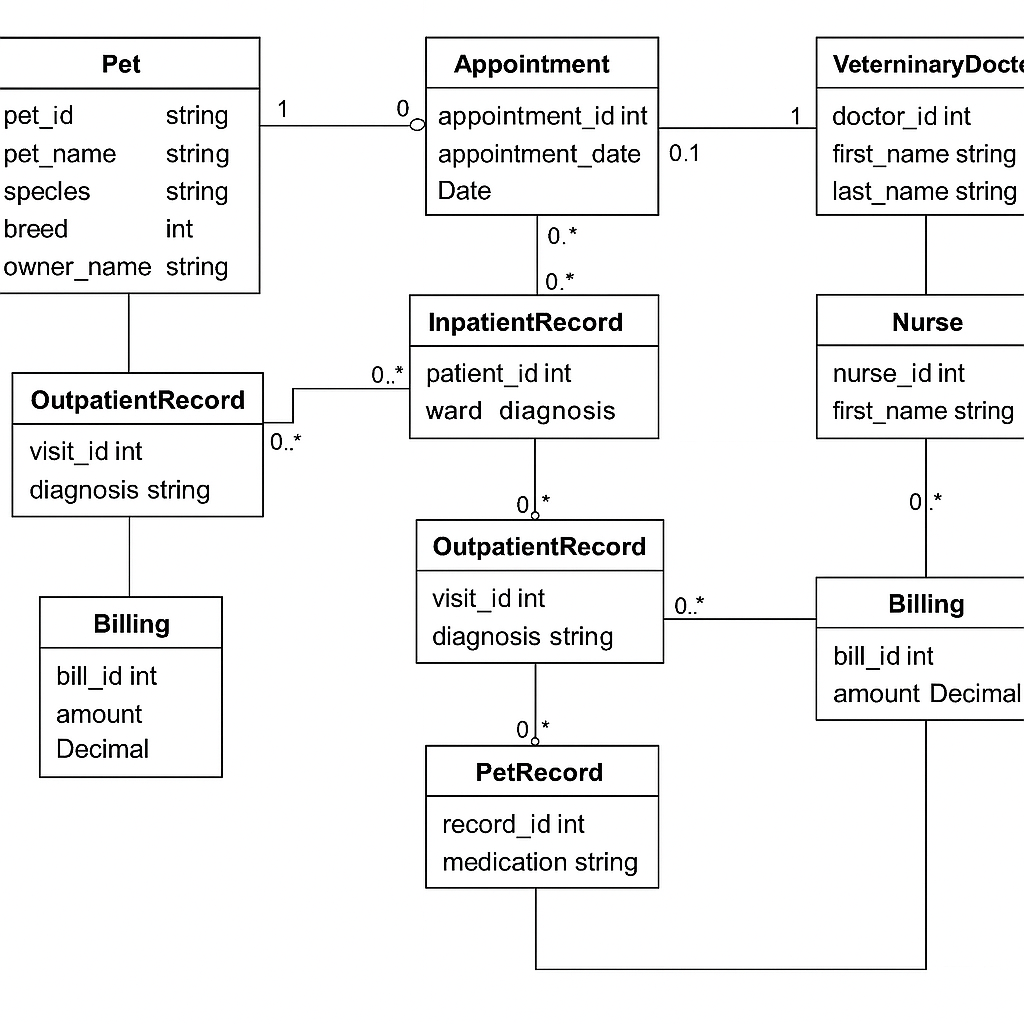 Pet
pet_id string
pet_name string
specles string
breed int
owner_name string
1
0
Appointment
appointment_id int
appointment_date
Date
0.1
1
VeterninaryDocte
doctor_id int
first_name string
last_name string
0.*
0.*
InpatientRecord
patient_id int
ward diagnosis
Nurse
nurse_id int
first_name string
OutpatientRecord
visit_id int
diagnosis string
0..*
0..*
0 *
0 .*
OutpatientRecord
visit_id int
diagnosis string
0..*
Billing
bill_id int
amount Decimal
Billing
bill_id int
amount
Decimal
0 *
PetRecord
record_id int
medication string